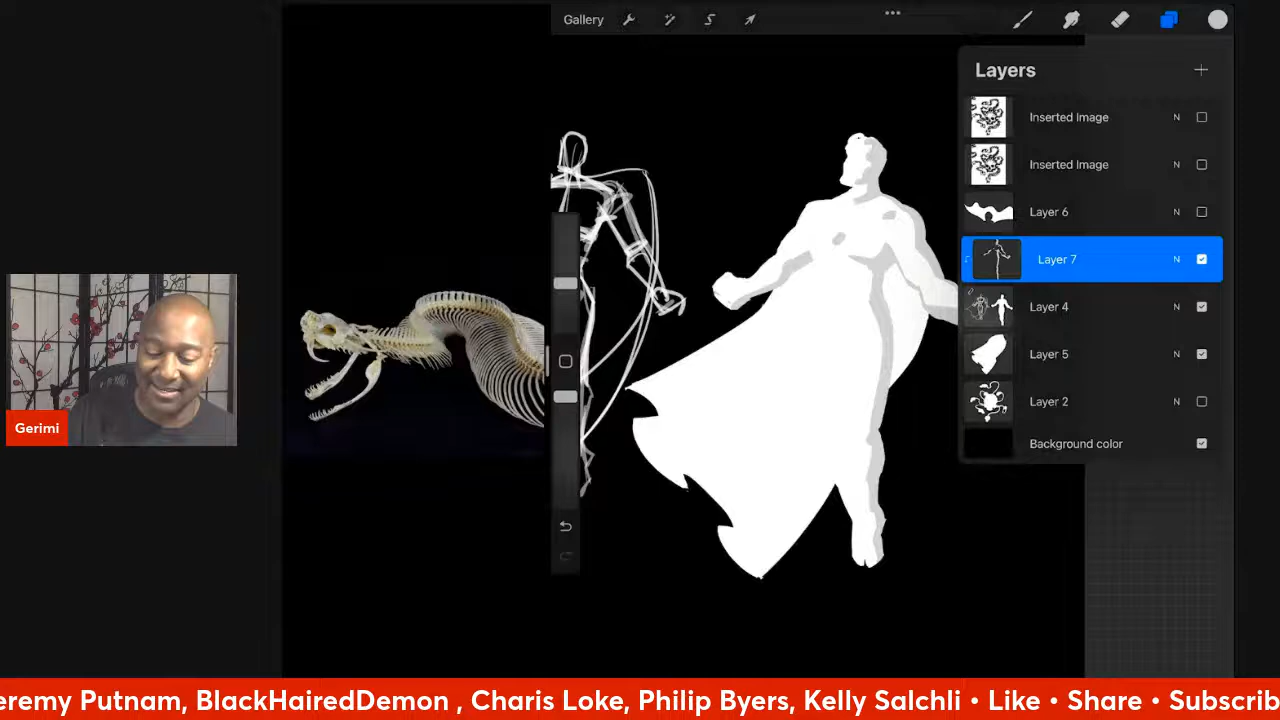 Gallery
Layers
Inserted Image N
Inserted Image N
Layer 6 N
Layer 7 N
Layer 4 N
Layer 5 N
Layer 2 N
Background color
Gerimi
eremy Putnam, BlackHairedDemon , Charis Loke, Philip Byers, Kelly Salchli • Like • Share • Subscrib